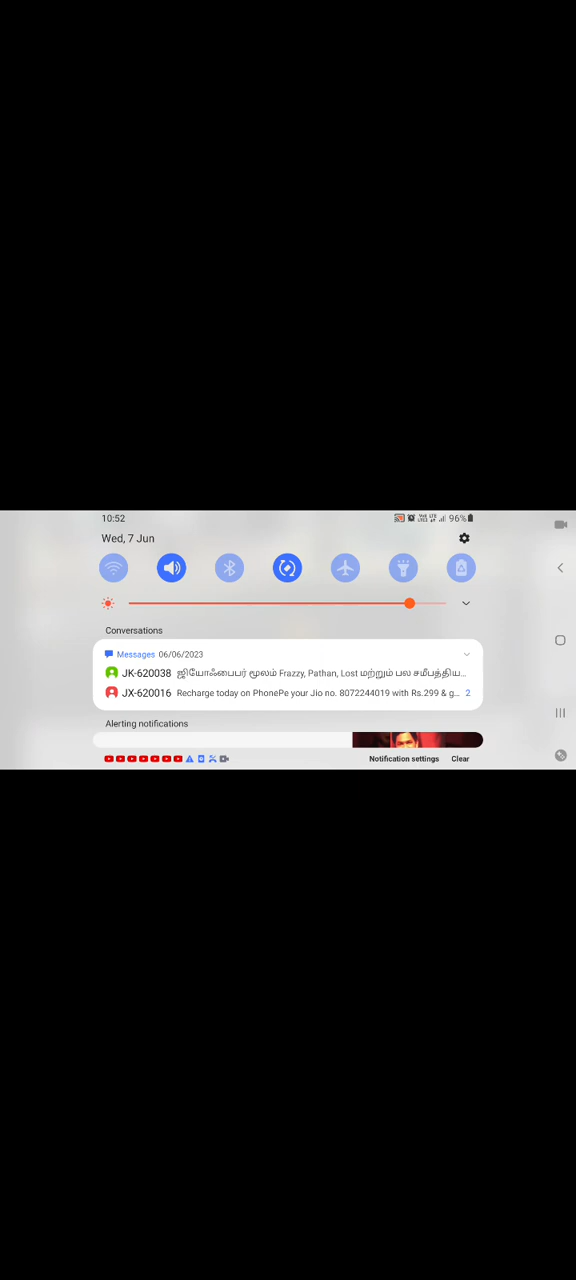 10:52
96%
Wed, 7 Jun
Conversations
Messages 06/06/2023
JK-620038 ஜியோஃபைபர் மூலம் Frazzy, Pathan, Lost மற்றும் பல சமீபத்திய...
JX-620016 Recharge today on PhonePe your Jio no. 8072244019 with Rs.299 & g... 2
Alerting notifications
Notification settings Clear